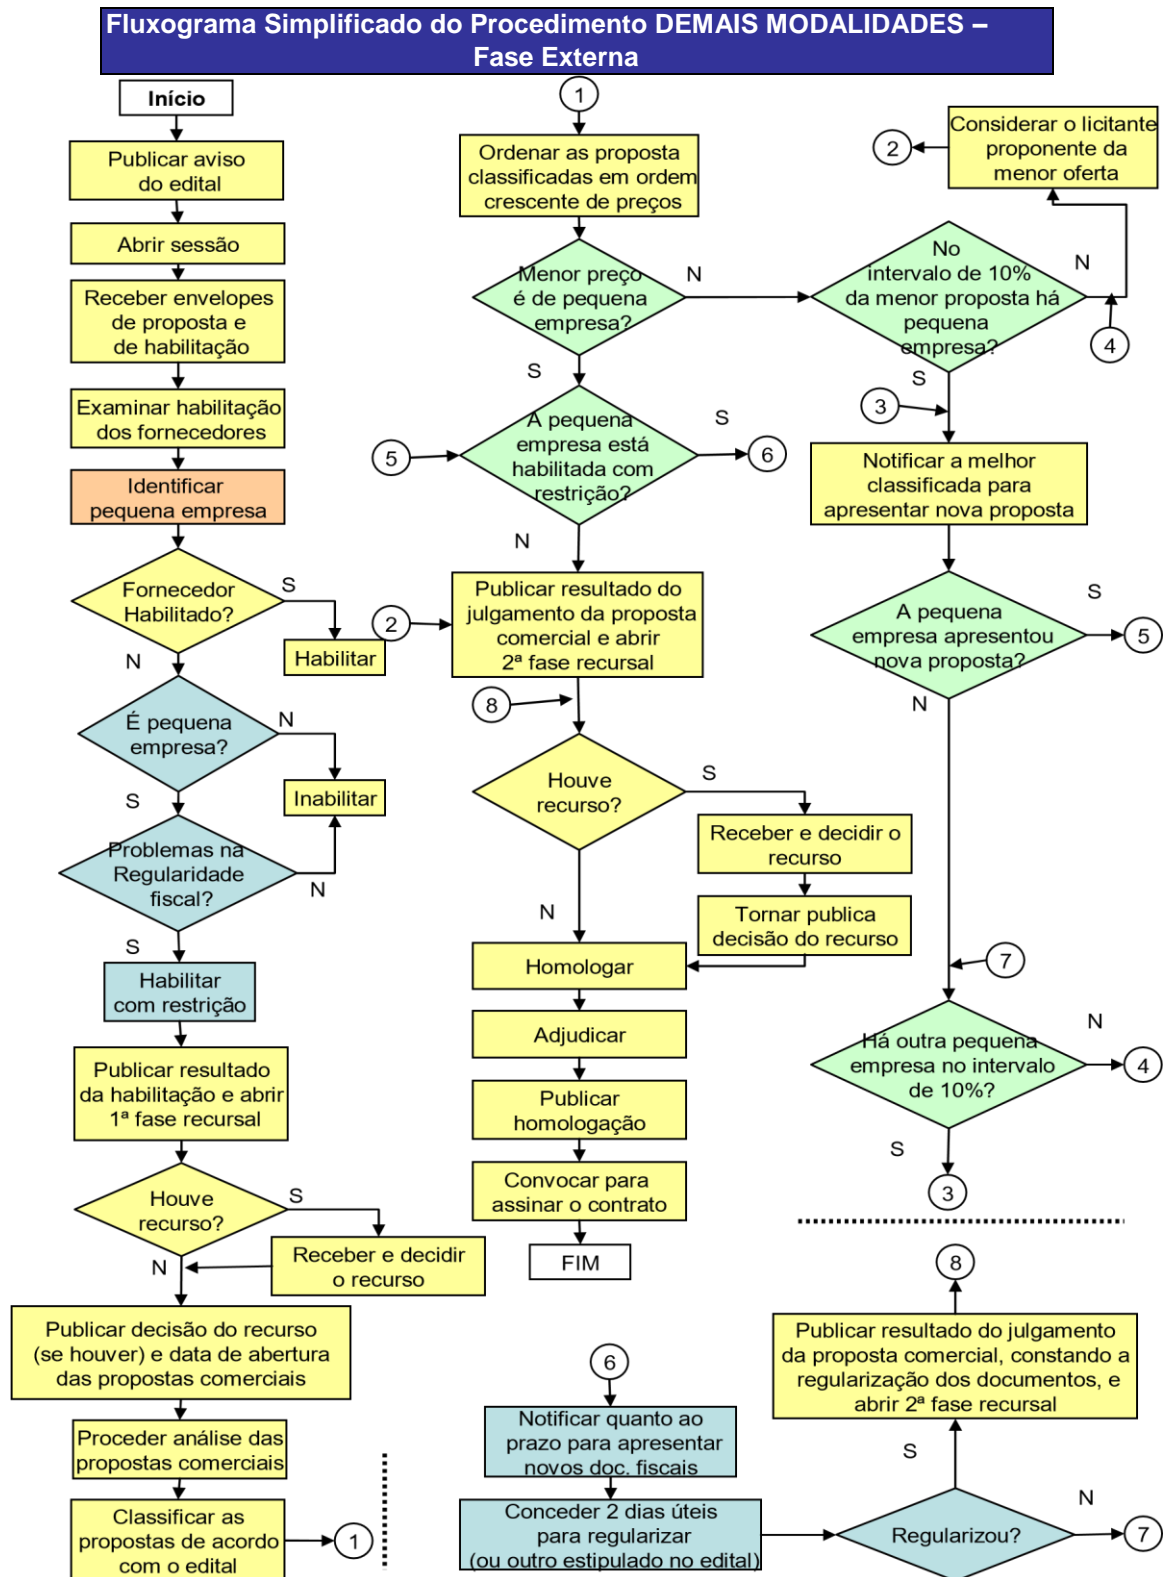 Fluxograma Simplificado do Procedimento DEMAIS MODALIDADES –
Fase Externa
Início
Publicar aviso
do edital
Abrir sessão
Receber envelopes
de proposta e
de habilitação
Examinar habilitação
dos fornecedores
Identificar
pequena empresa
Fornecedor
Habilitado?
S
Habilitar
N
É pequena
empresa?
N
Inabilitar
S
Problemas na
Regularidade
fiscal?
N
S
Habilitar
com restrição
Publicar resultado
da habilitação e abrir
1ª fase recursal
Houve
recurso?
S
Receber e decidir
o recurso
N
Publicar decisão do recurso
(se houver) e data de abertura
das propostas comerciais
Proceder análise das
propostas comerciais
Classificar as
propostas de acordo
com o edital
1
1
Ordenar as proposta
classificadas em ordem
crescente de preços
Menor preço
é de pequena
empresa?
N
S
5
A pequena
empresa está
habilitada com
restrição?
S
6
N
2
Publicar resultado do
julgamento da proposta
comercial e abrir
2ª fase recursal
8
Houve
recurso?
S
Receber e decidir o
recurso
Tornar publica
decisão do recurso
N
Homologar
Adjudicar
Publicar
homologação
Convocar para
assinar o contrato
FIM
6
Notificar quanto ao
prazo para apresentar
novos doc. fiscais
Conceder 2 dias úteis
para regularizar
(ou outro estipulado no edital)
2
Considerar o licitante
proponente da
menor oferta
No
intervalo de 10%
da menor proposta há
pequena
empresa?
N
4
S
3
Notificar a melhor
classificada para
apresentar nova proposta
A pequena
empresa apresentou
nova proposta?
S
5
N
7
Há outra pequena
empresa no intervalo
de 10%?
N
4
S
3
8
Publicar resultado do julgamento
da proposta comercial, constando a
regularização dos documentos, e
abrir 2ª fase recursal
S
Regularizou?
N
7